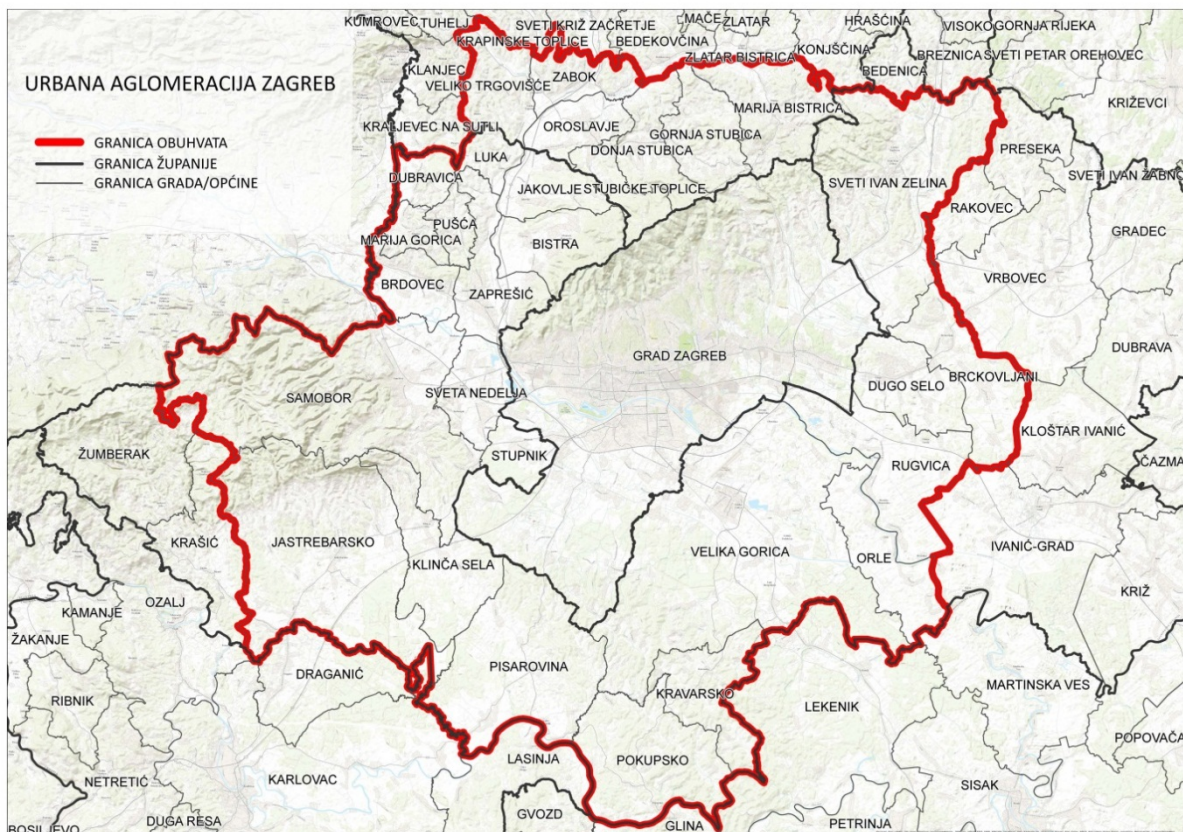 KUMROVEC
TUHELJ
SVETI KRIŽ ZAČRETJE
MAČE
ZLATAR
HRAŠĆINA
VISOKO
GORNJA RIJEKA
KRAPINSKE TOPLICE
BEDEKOVČINA
ZLATAR BISTRICA
KONJŠČINA
BREZNICA
SVETI PETAR OREHOVEC
URBANA AGLOMERACIJA ZAGREB
KLANJEC
VELIKO TRGOVIŠĆE
ZABOK
BEDENICA
KRIŽEVCI
MARIJA BISTRICA
GRANICA OBUHVATA
GRANICA ŽUPANIJE
GRANICA GRADA/OPĆINE
KRALJEVEC NA SUTLI
OROSLAVJE
GORNJA STUBICA
PRESEKA
LUKA
DONJA STUBICA
DUBRAVICA
JAKOVLJE
STUBIČKE TOPLICE
SVETI IVAN ZELINA
RAKOVEC
SVETI IVAN ŽABNO
PUŠĆA
MARIJA GORICA
BISTRA
GRADEC
BRDOVEC
ZAPREŠIĆ
VRBOVEC
GRAD ZAGREB
DUBRAVA
SAMOBOR
SVETA NEDELJA
DUGO SELO
BRCKOVLJANI
KLOŠTAR IVANIĆ
ŽUMBERAK
STUPNIK
RUGVICA
ČAZMA
KRAŠIĆ
JASTREBARSKO
KLINČA SELA
VELIKA GORICA
ORLE
IVANIĆ-GRAD
KRIŽ
KAMANJE
OZALJ
ŽAKANJE
DRAGANIĆ
PISAROVINA
RIBNIK
KRAVARSKO
LEKENIK
MARTINSKA VES
POPOVAČA
NETRETIĆ
KARLOVAC
LASINJA
POKUPSKO
SISAK
BOSILJEVO
DUGA RESA
GVOZD
GLINA
PETRINJA